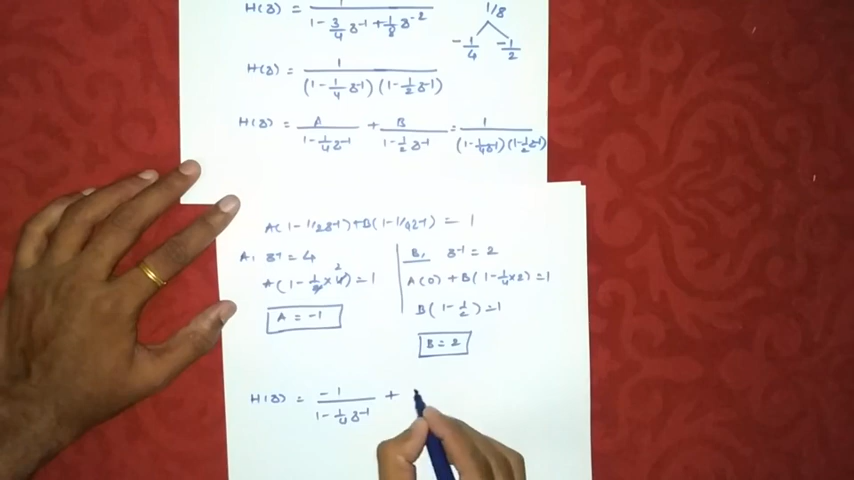 H(z) = 1 / (1 - 3/4 z⁻¹ + 1/8 z⁻²)
1/8
-1/4 -1/2
H(z) = 1 / ((1 - 1/4 z⁻¹)(1 - 1/2 z⁻¹))
H(z) = A / (1 - 1/4 z⁻¹) + B / (1 - 1/2 z⁻¹) = 1 / ((1 - 1/4 z⁻¹)(1 - 1/2 z⁻¹))
A(1 - 1/2 z⁻¹) + B(1 - 1/4 z⁻¹) = 1
A, z⁻¹ = 4
A(1 - 1/2 × 4 2) = 1
A = -1
B, z⁻¹ = 2
A(0) + B(1 - 1/4 × 2) = 1
B(1 - 1/2) = 1
B = 2
H(z) = -1 / (1 - 1/4 z⁻¹) +